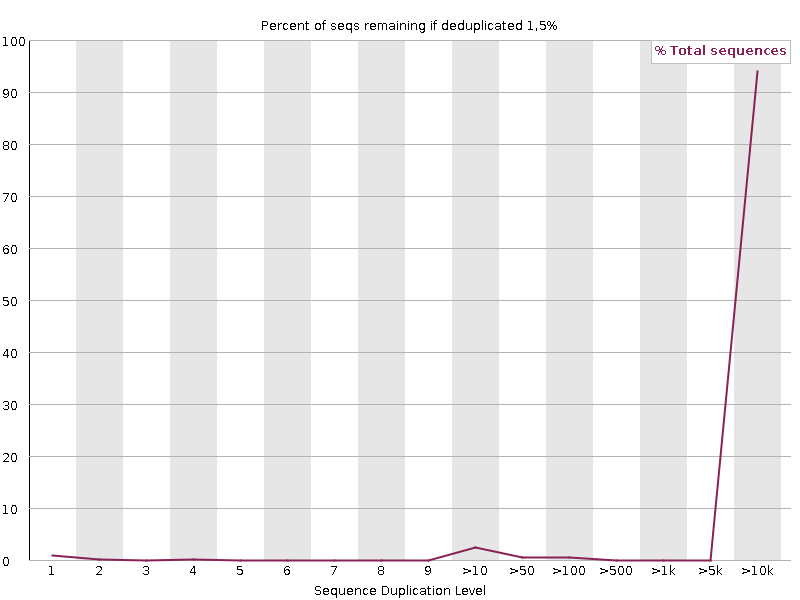 Percent of seqs remaining if deduplicated 1,5%
% Total sequences
100
90
80
70
60
50
40
30
20
10
0
1 2 3 4 5 6 7 8 9 >10 >50 >100 >500 >1k >5k >10k
Sequence Duplication Level